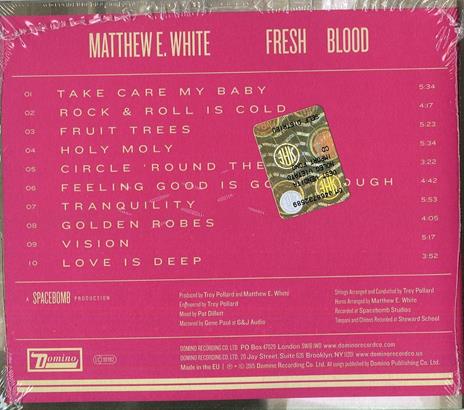 MATTHEW E. WHITE FRESH BLOOD
01 TAKE CARE MY BABY 5:34
02 ROCK & ROLL IS COLD 4:17
03 FRUIT TREES 5:23
04 HOLY MOLY 5:34
05 CIRCLE 'ROUND THE 3:22
06 FEELING GOOD IS GO OUGH 4:42
07 TRANQUILITY 5:53
08 GOLDEN ROBES 4:05
09 VISION 5:17
10 LOVE IS DEEP 3:52
A SPACEBOMB PRODUCTION
Produced by Trey Pollard and Matthew E. White
Engineered by Trey Pollard
Mixed by Pat Dillett
Mastered by Gene Paul at G&J Audio
Strings Arranged and Conducted by Trey Pollard
Horns Arranged by Matthew E. White
Recorded at Spacebomb Studios
Timpani and Chimes Recorded at Steward School
Domino
DOMINO RECORDING CO. LTD. PO Box 47029 London SW18 1WD www.dominorecordco.com
DOMINO RECORDING CO. LTD. 20 Jay Street, Suite 626 Brooklyn NY 11201 www.dominorecordco.us
Made in the EU | ℗ + © 2015 Domino Recording Co. Ltd. All songs published by Domino Publishing Co. Ltd.